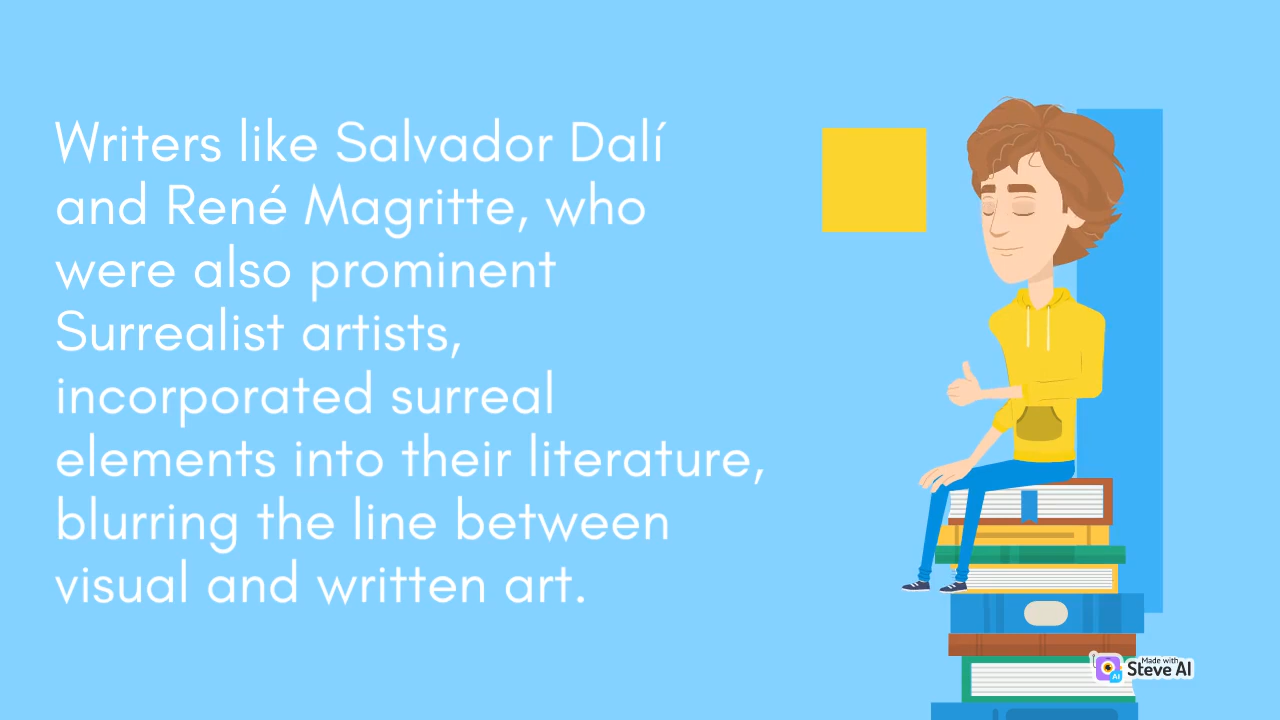 Writers like Salvador Dalí
and René Magritte, who
were also prominent
Surrealist artists,
incorporated surreal
elements into their literature,
blurring the line between
visual and written art.
Made with
Steve AI
AI